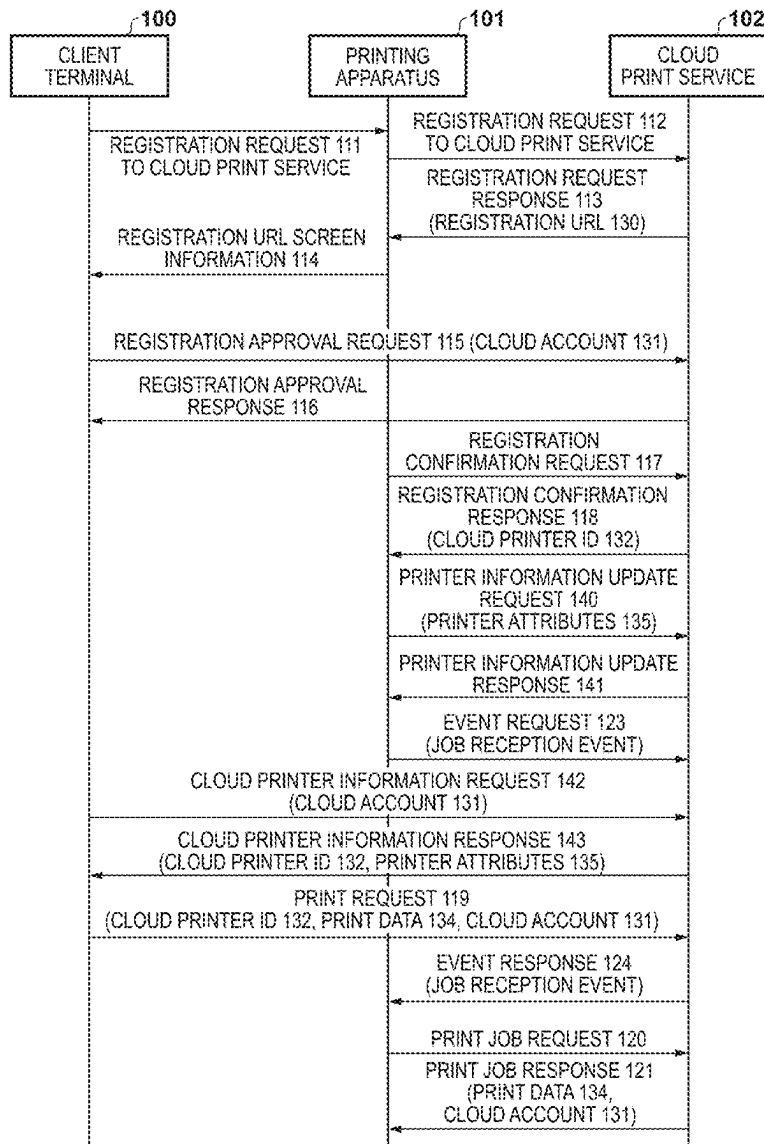 100
101
102
CLIENT
TERMINAL
PRINTING
APPARATUS
CLOUD
PRINT SERVICE
REGISTRATION REQUEST 111
TO CLOUD PRINT SERVICE
REGISTRATION REQUEST 112
TO CLOUD PRINT SERVICE
REGISTRATION REQUEST
RESPONSE 113
(REGISTRATION URL 130)
REGISTRATION URL SCREEN
INFORMATION 114
REGISTRATION APPROVAL REQUEST 115 (CLOUD ACCOUNT 131)
REGISTRATION APPROVAL
RESPONSE 116
REGISTRATION
CONFIRMATION REQUEST 117
REGISTRATION CONFIRMATION
RESPONSE 118
(CLOUD PRINTER ID 132)
PRINTER INFORMATION UPDATE
REQUEST 140
(PRINTER ATTRIBUTES 135)
PRINTER INFORMATION UPDATE
RESPONSE 141
EVENT REQUEST 123
(JOB RECEPTION EVENT)
CLOUD PRINTER INFORMATION REQUEST 142
(CLOUD ACCOUNT 131)
CLOUD PRINTER INFORMATION RESPONSE 143
(CLOUD PRINTER ID 132, PRINTER ATTRIBUTES 135)
PRINT REQUEST 119
(CLOUD PRINTER ID 132, PRINT DATA 134, CLOUD ACCOUNT 131)
EVENT RESPONSE 124
(JOB RECEPTION EVENT)
PRINT JOB REQUEST 120
PRINT JOB RESPONSE 121
(PRINT DATA 134,
CLOUD ACCOUNT 131)